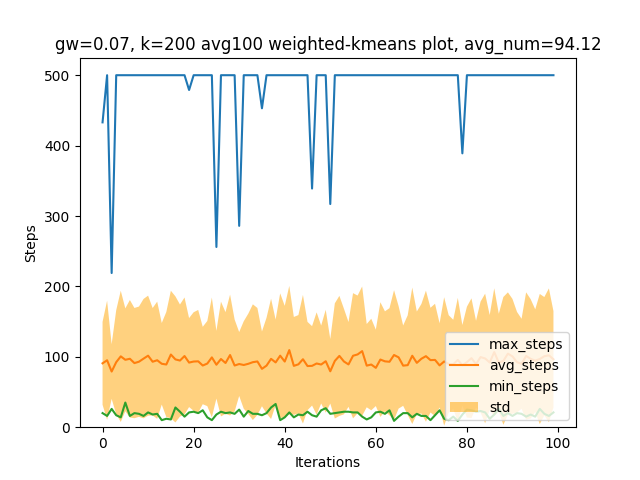 gw=0.07, k=200 avg100 weighted-kmeans plot, avg_num=94.12
500
400
300
200
100
0
Steps
0
20
40
60
80
100
Iterations
max_steps
avg_steps
min_steps
std